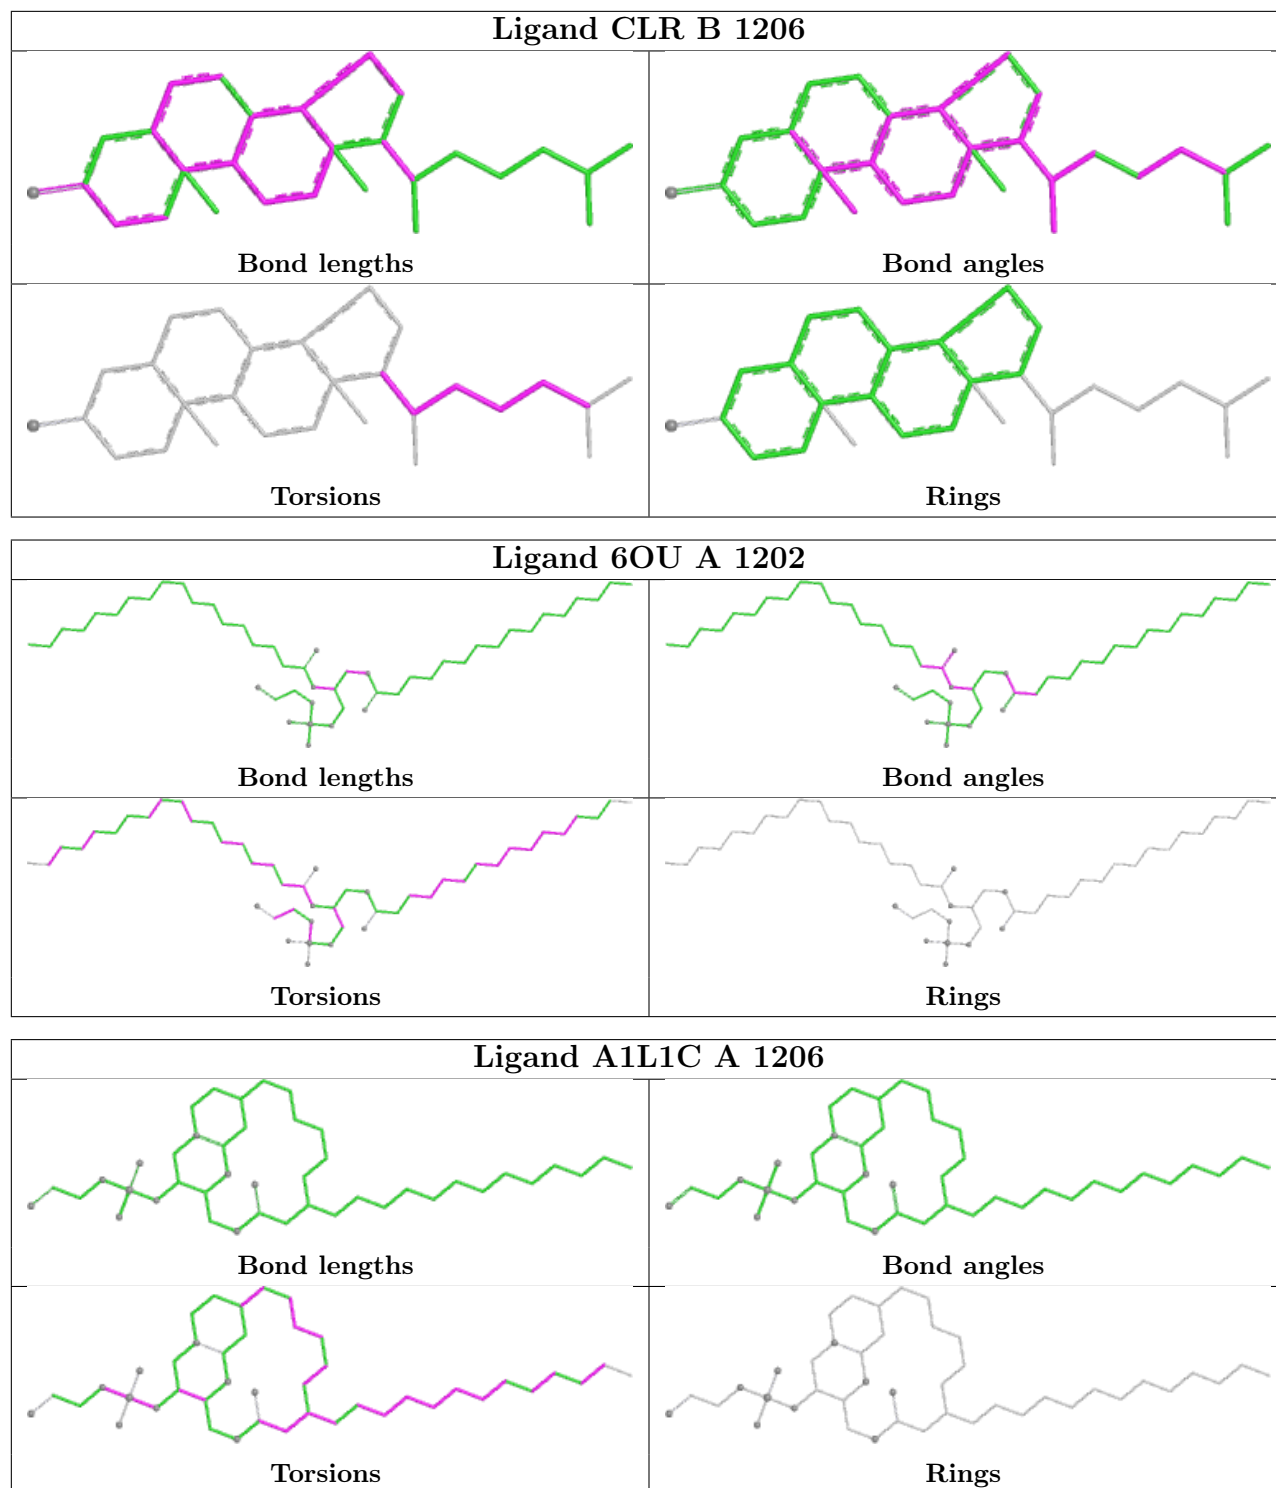 Ligand CLR B 1206
Bond lengths
Bond angles
Torsions
Rings
Ligand 6OU A 1202
Bond lengths
Bond angles
Torsions
Rings
Ligand A1L1C A 1206
Bond lengths
Bond angles
Torsions
Rings